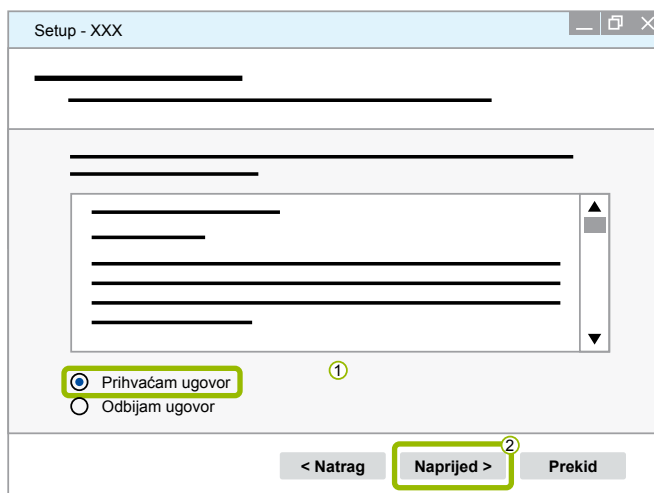 Setup - XXX
1
Prihvaćam ugovor
Odbijam ugovor
2
< Natrag
Naprijed >
Prekid